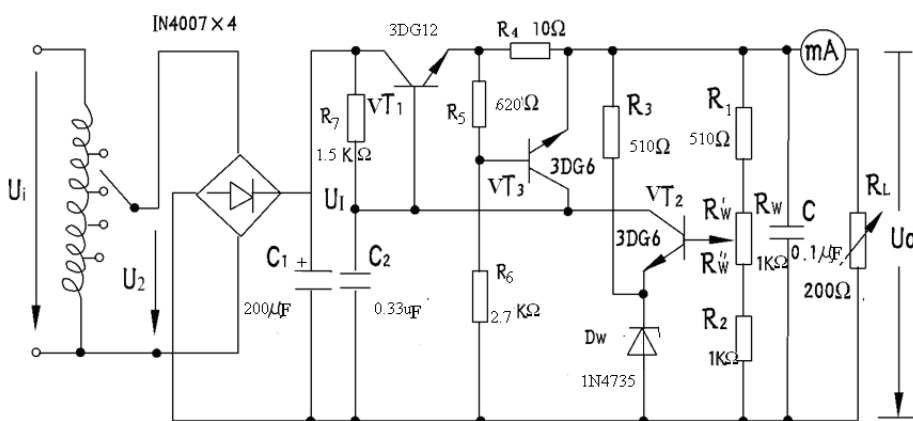 IN4007×4
3DG12
R4 10Ω
mA
R7
VT1
R5
620Ω
R3
R1
1.5 KΩ
510Ω
510Ω
3DG6
Ui
UI
VT3
VT2
R'W
RW
C
RL
Uo
U2
C1 +
C2
3DG6
R''W
1KΩ
0.1μF
R6
200Ω
200μF
0.33uF
2.7 KΩ
R2
Dw
1KΩ
1N4735